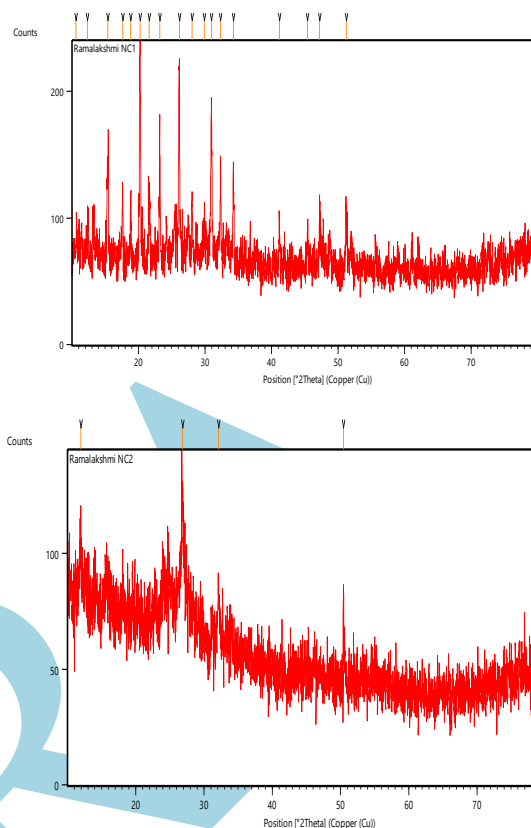 Counts
Ramalakshmi NC1
200
100
0
20 30 40 50 60 70
Position [°2Theta] (Copper (Cu))
Counts
Ramalakshmi NC2
100
50
0
20 30 40 50 60 70
Position [°2Theta] (Copper (Cu))